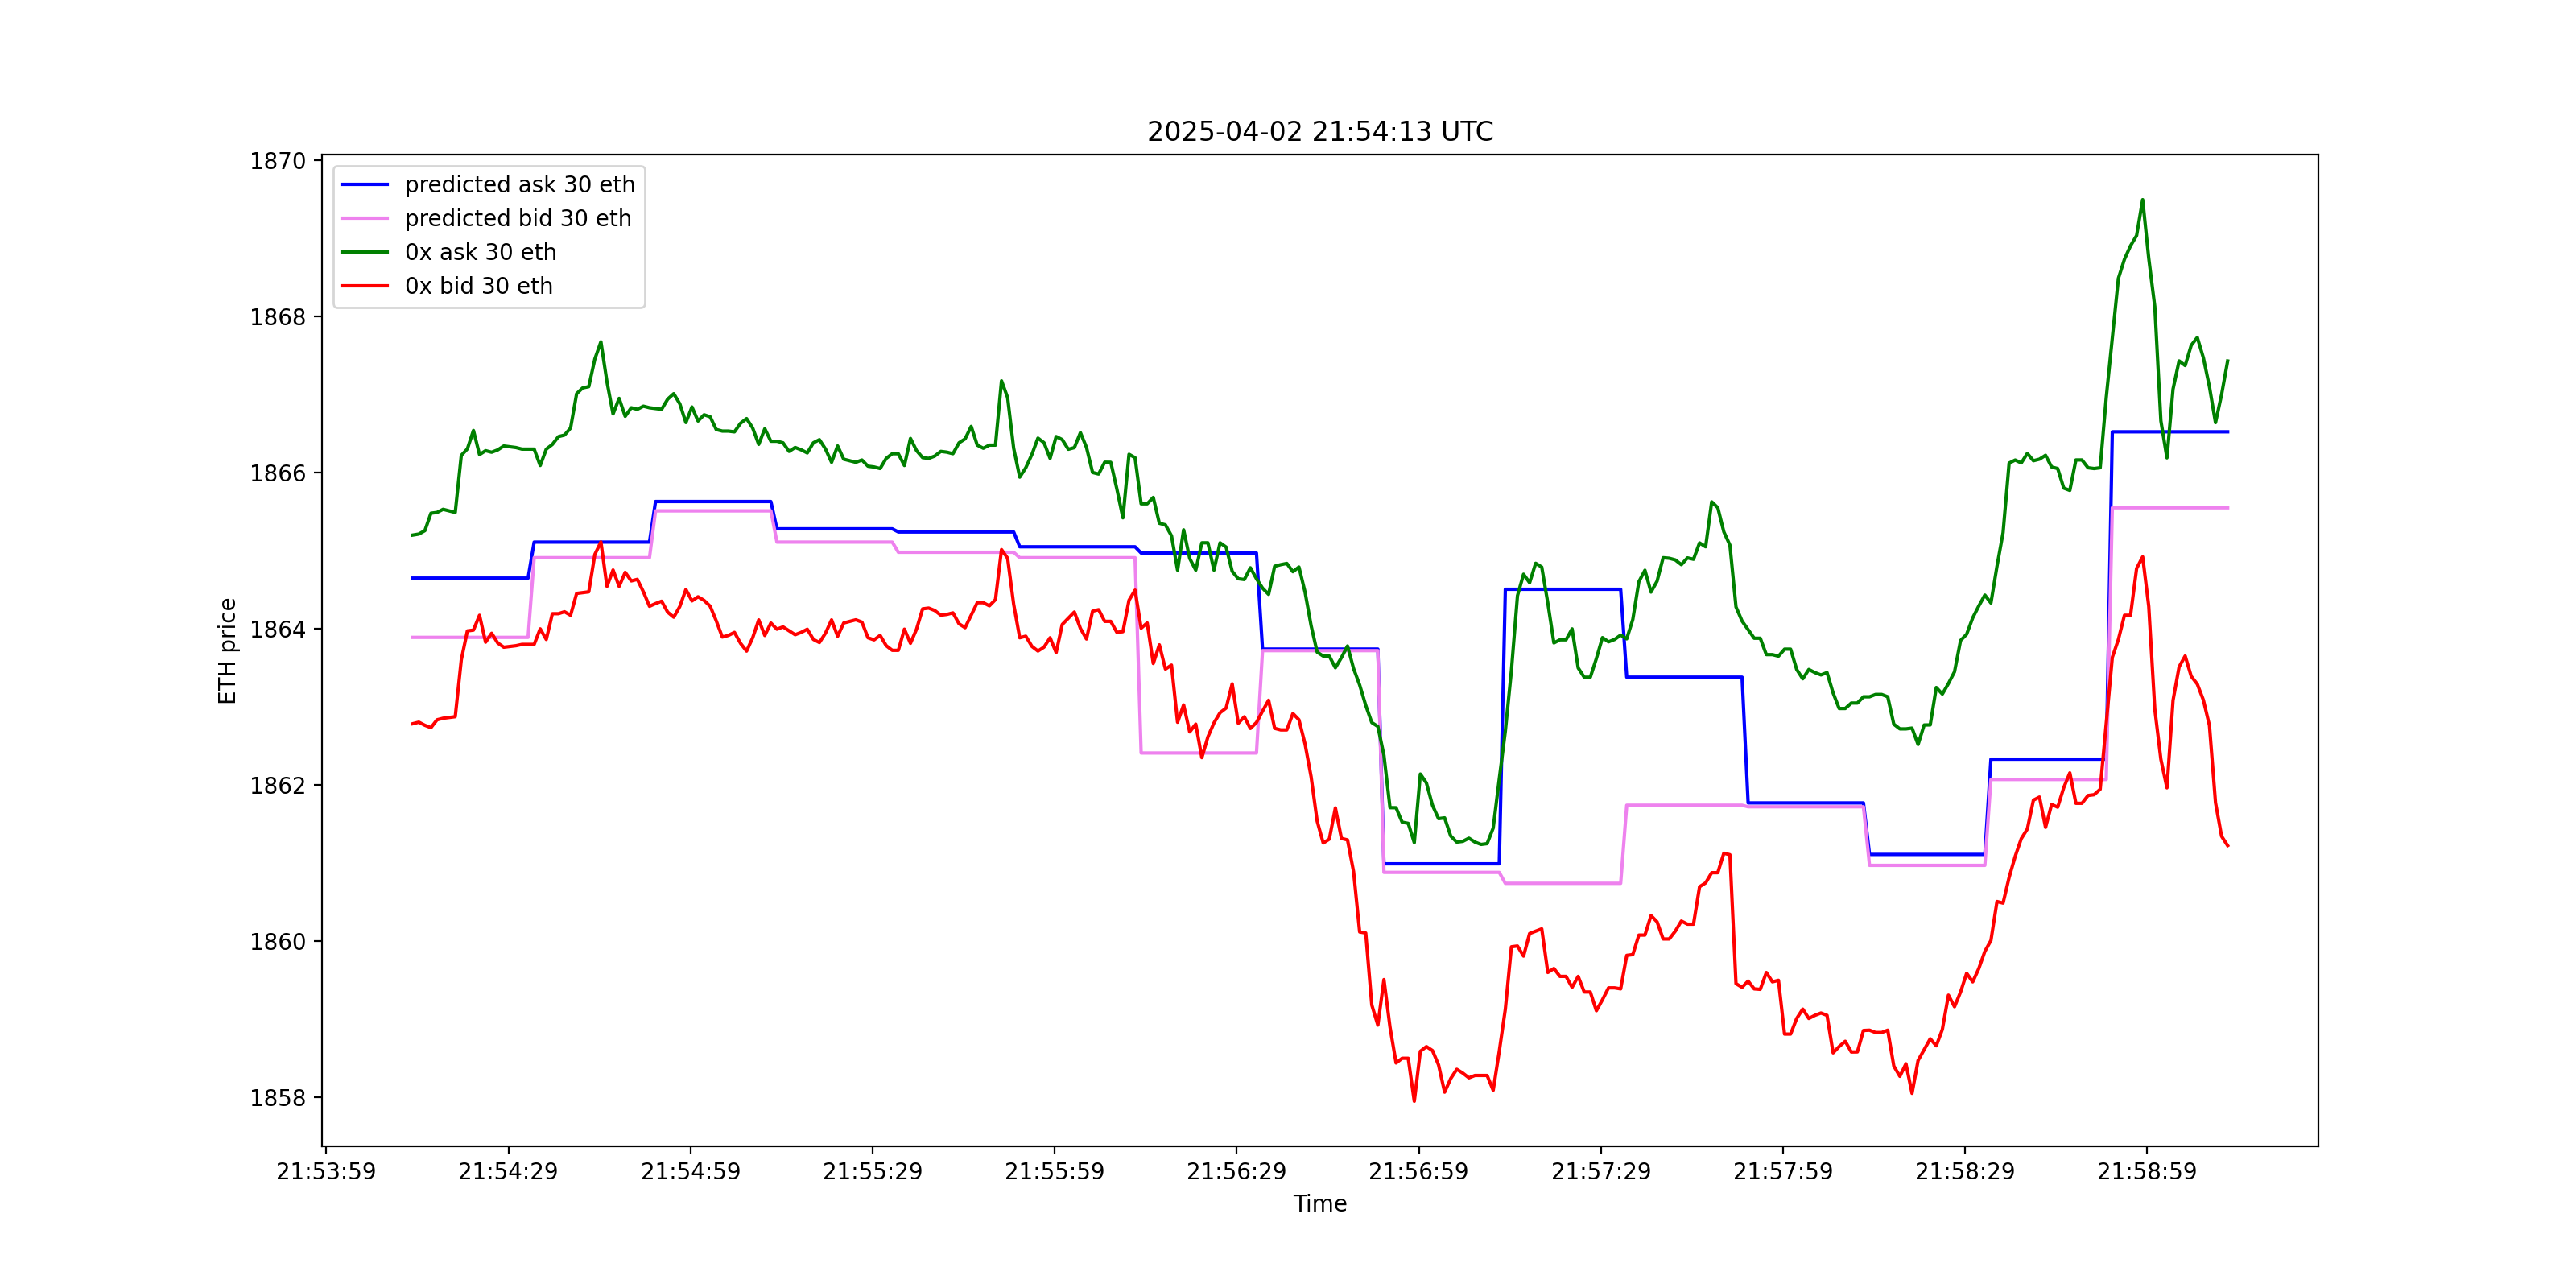 2025-04-02 21:54:13 UTC
predicted ask 30 eth
predicted bid 30 eth
0x ask 30 eth
0x bid 30 eth
1870
1868
1866
1864
1862
1860
1858
ETH price
21:53:59 21:54:29 21:54:59 21:55:29 21:55:59 21:56:29 21:56:59 21:57:29 21:57:59 21:58:29 21:58:59
Time